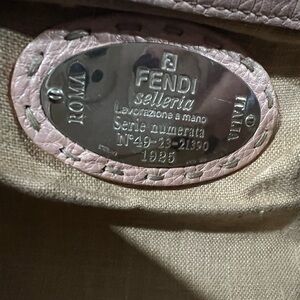 FENDI
selleria
Lavorazione a mano
Serie numerata
N°49-23-21390
1925
ROMA
ITALIA